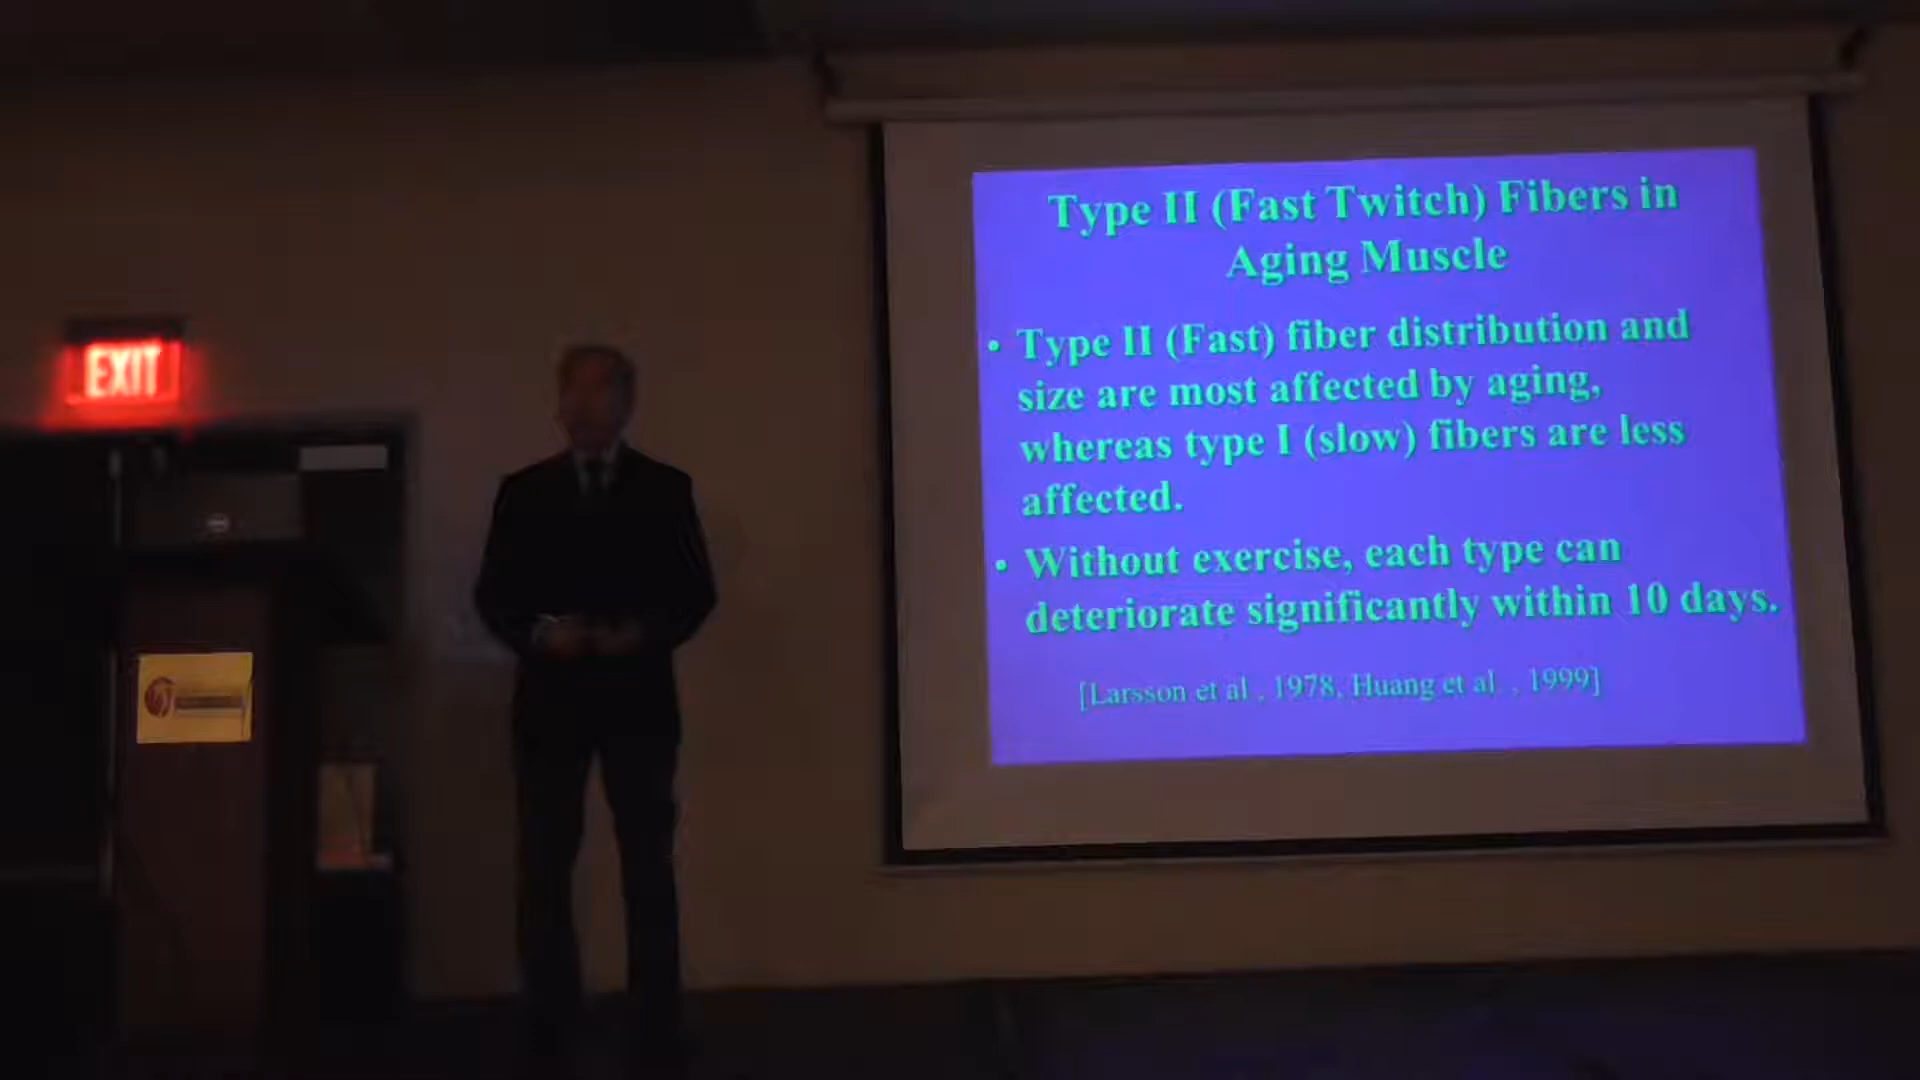 EXIT
Type II (Fast Twitch) Fibers in
Aging Muscle
• Type II (Fast) fiber distribution and
size are most affected by aging,
whereas type I (slow) fibers are less
affected.
• Without exercise, each type can
deteriorate significantly within 10 days.
[Larsson et al , 1978, Huang et al. , 1999]